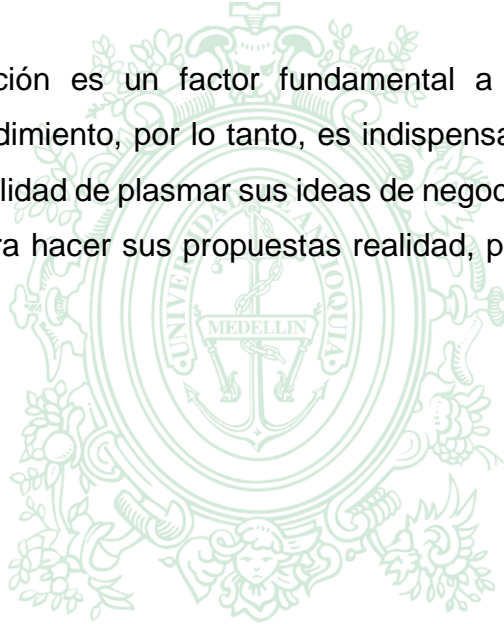 ción es un factor fundamental a
dimiento, por lo tanto, es indispensa
lidad de plasmar sus ideas de negoc
ra hacer sus propuestas realidad, p
UNIVERSIDAD DE ANTIOQUIA
MEDELLIN